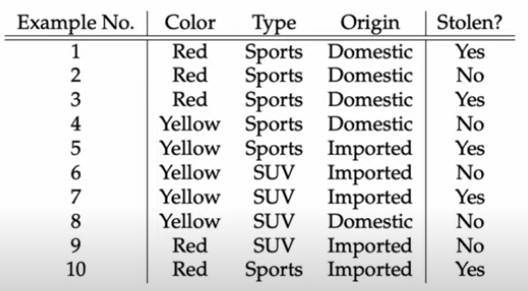 Example No. Color Type Origin Stolen?
1 Red Sports Domestic Yes
2 Red Sports Domestic No
3 Red Sports Domestic Yes
4 Yellow Sports Domestic No
5 Yellow Sports Imported Yes
6 Yellow SUV Imported No
7 Yellow SUV Imported Yes
8 Yellow SUV Domestic No
9 Red SUV Imported No
10 Red Sports Imported Yes